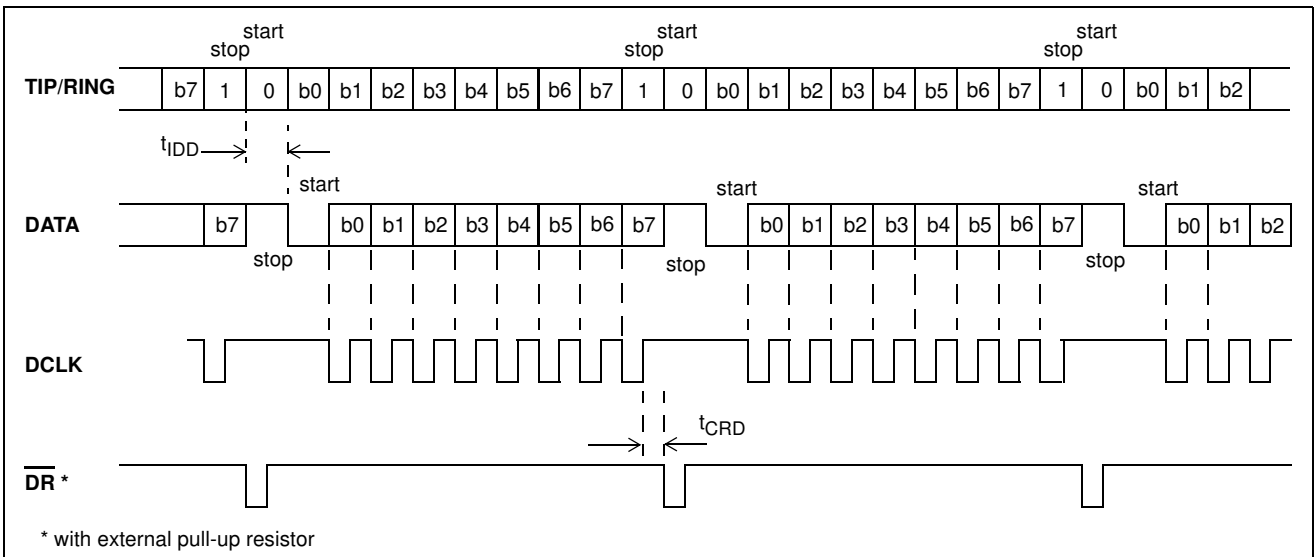 start start start
stop stop stop
TIP/RING b7 1 0 b0 b1 b2 b3 b4 b5 b6 b7 1 0 b0 b1 b2 b3 b4 b5 b6 b7 1 0 b0 b1 b2
tIDD
start start start
DATA b7 b0 b1 b2 b3 b4 b5 b6 b7 b0 b1 b2 b3 b4 b5 b6 b7 b0 b1 b2
stop stop stop
DCLK
tCRD
DR *
* with external pull-up resistor